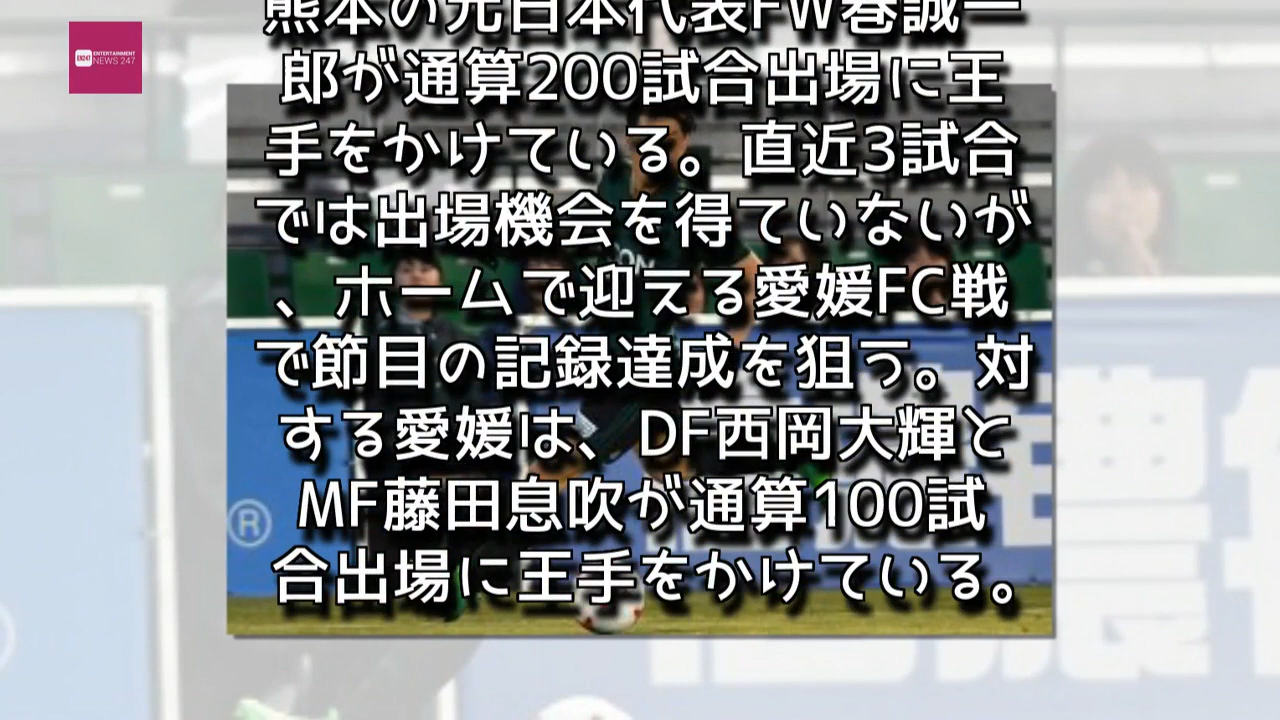 ENTERTAINMENT
NEWS 247
熊本の元日本代表FW巻誠一
郎が通算200試合出場に王
手をかけている。直近3試合
では出場機会を得ていないが
、ホームで迎える愛媛FC戦
で節目の記録達成を狙う。対
する愛媛は、DF西岡大輝と
MF藤田息吹が通算100試
合出場に王手をかけている。
®